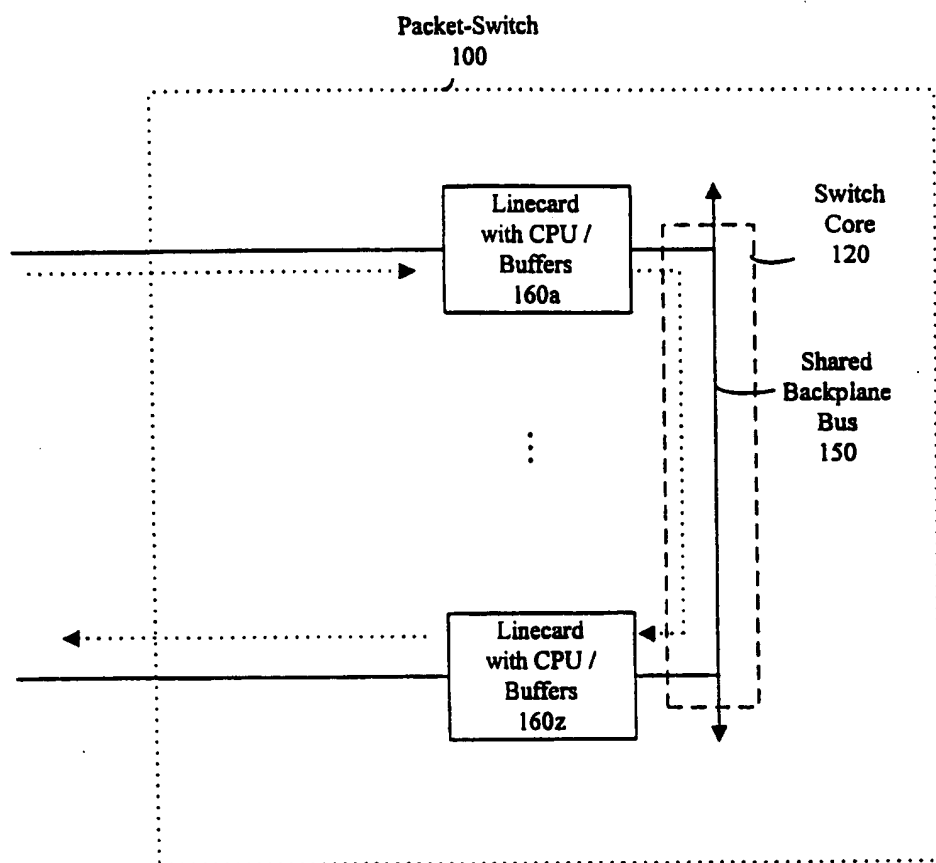 Packet-Switch
100
Linecard
with CPU /
Buffers
160a
Switch
Core
120
Shared
Backplane
Bus
150
Linecard
with CPU /
Buffers
160z